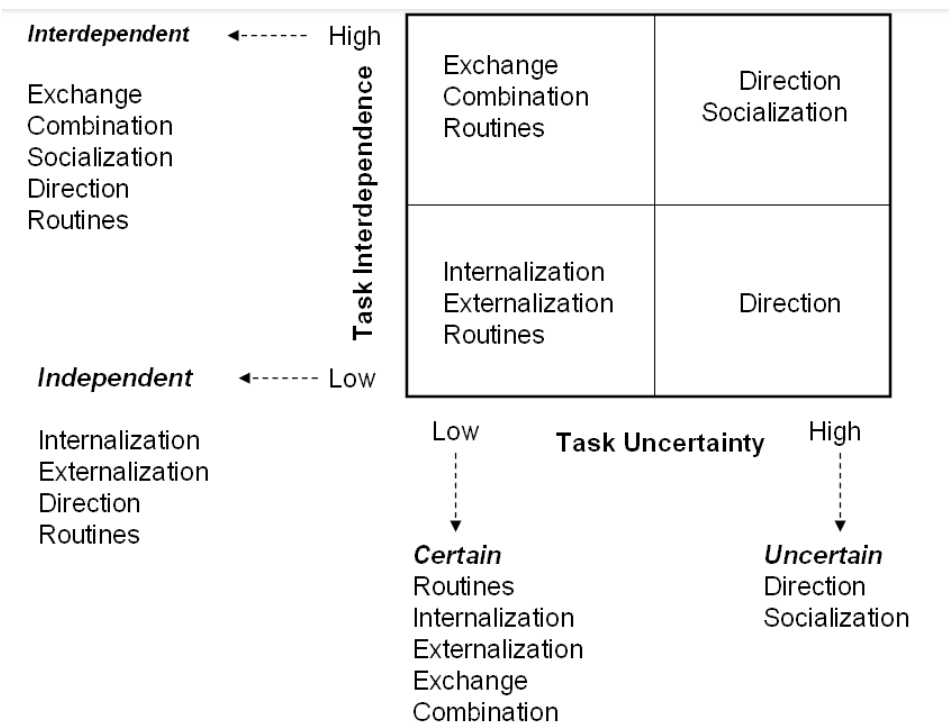 Interdependent
High
Exchange
Combination
Socialization
Direction
Routines
Task Interdependence
Exchange
Combination
Routines
Direction
Socialization
Internalization
Externalization
Routines
Direction
Independent
Low
Internalization
Externalization
Direction
Routines
Low
Task Uncertainty
High
Certain
Routines
Internalization
Externalization
Exchange
Combination
Uncertain
Direction
Socialization